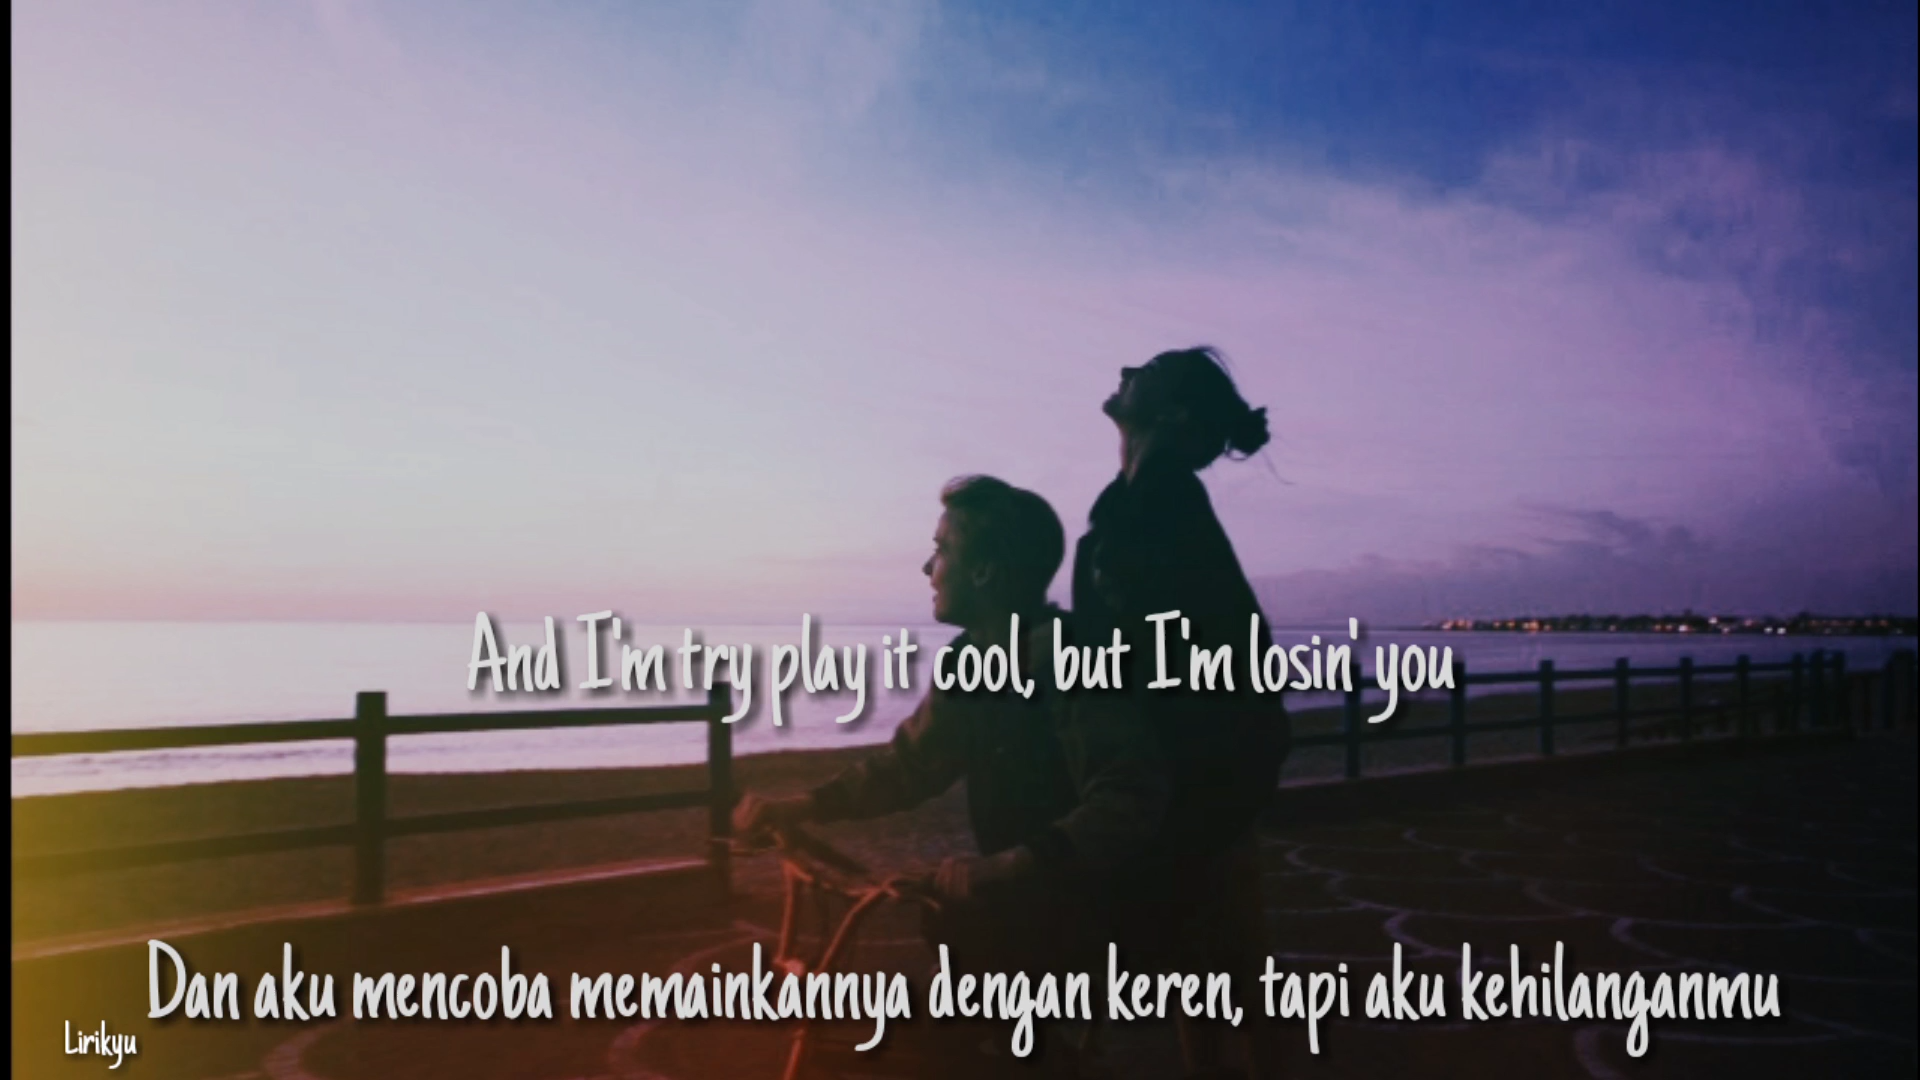 And I'm try play it cool, but I'm losin' you
Dan aku mencoba memainkannya dengan keren, tapi aku kehilanganmu
Lirikyu